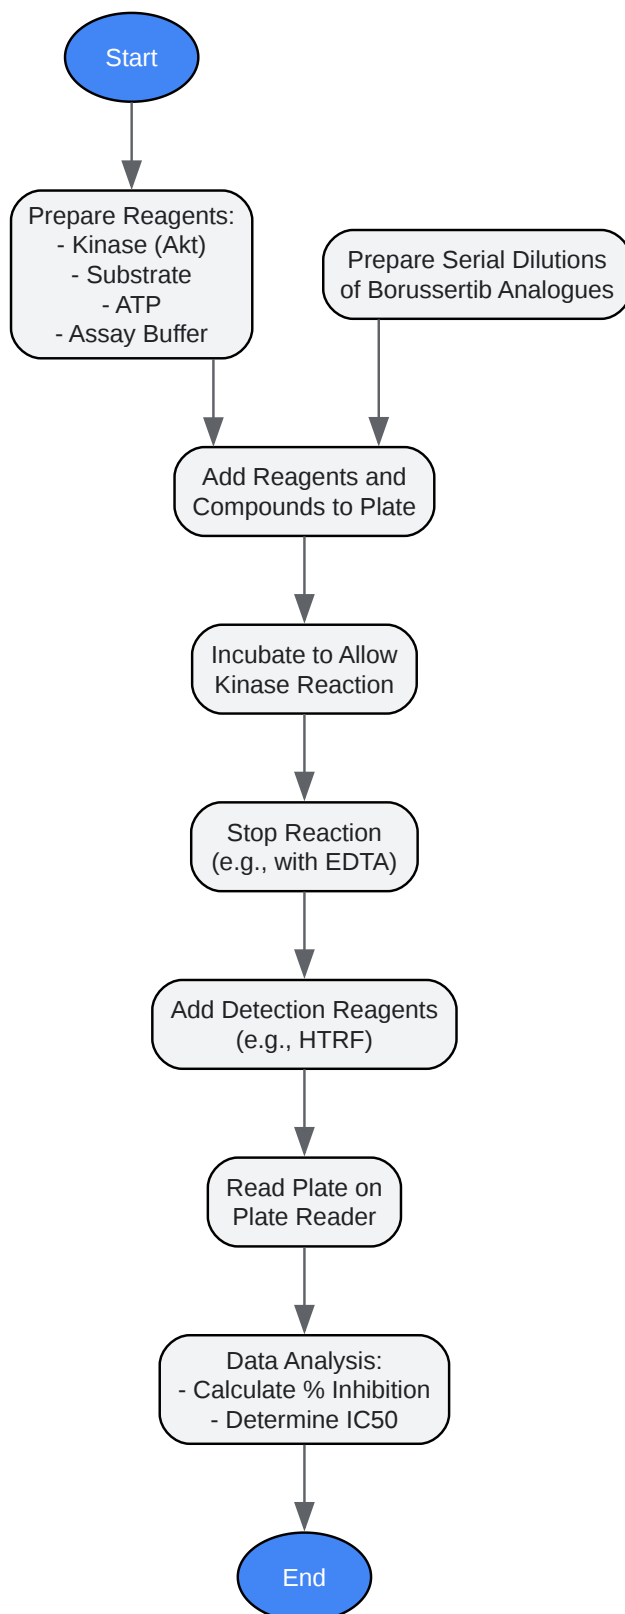 Start
Prepare Reagents:
- Kinase (Akt)
- Substrate
- ATP
- Assay Buffer
Prepare Serial Dilutions
of Borussertib Analogues
Add Reagents and
Compounds to Plate
Incubate to Allow
Kinase Reaction
Stop Reaction
(e.g., with EDTA)
Add Detection Reagents
(e.g., HTRF)
Read Plate on
Plate Reader
Data Analysis:
- Calculate % Inhibition
- Determine IC50
End